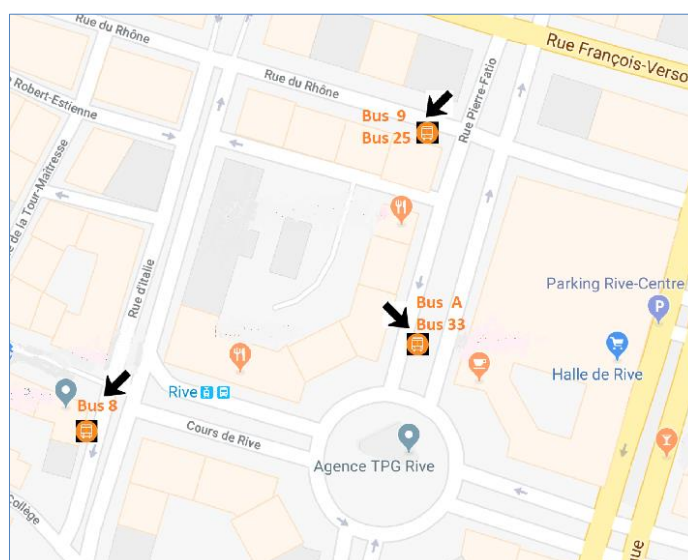 Rue du Rhône
Rue François-Verso
Rue du Rhône
Robert-Estienne
Rue Pierre-Fatio
Bus 9
Bus 25
de la Tour-Maîtresse
Rue d'Italie
Parking Rive-Centre
P
Bus A
Bus 33
Halle de Rive
Rive
Bus 8
Cours de Rive
Agence TPG Rive
Collège
ue